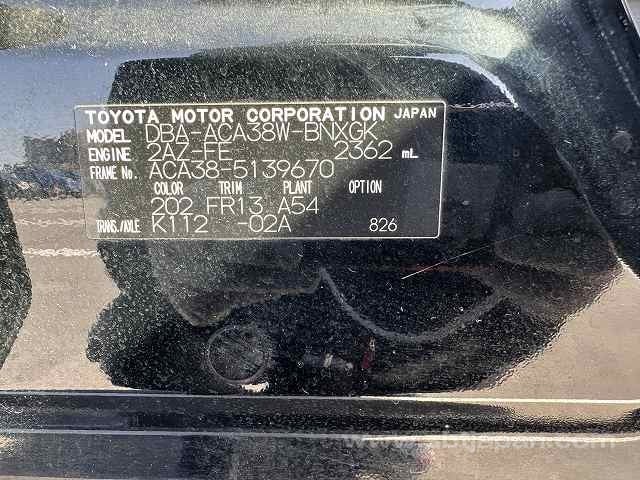 TOYOTA MOTOR CORPORATION JAPAN
MODEL DBA-ACA38W-BNXGK
ENGINE 2AZ-FE 2362 mL
FRAME No. ACA38-5139670
COLOR TRIM PLANT OPTION
202 FR13 A54
TRANS./AXLE K112 -02A 826